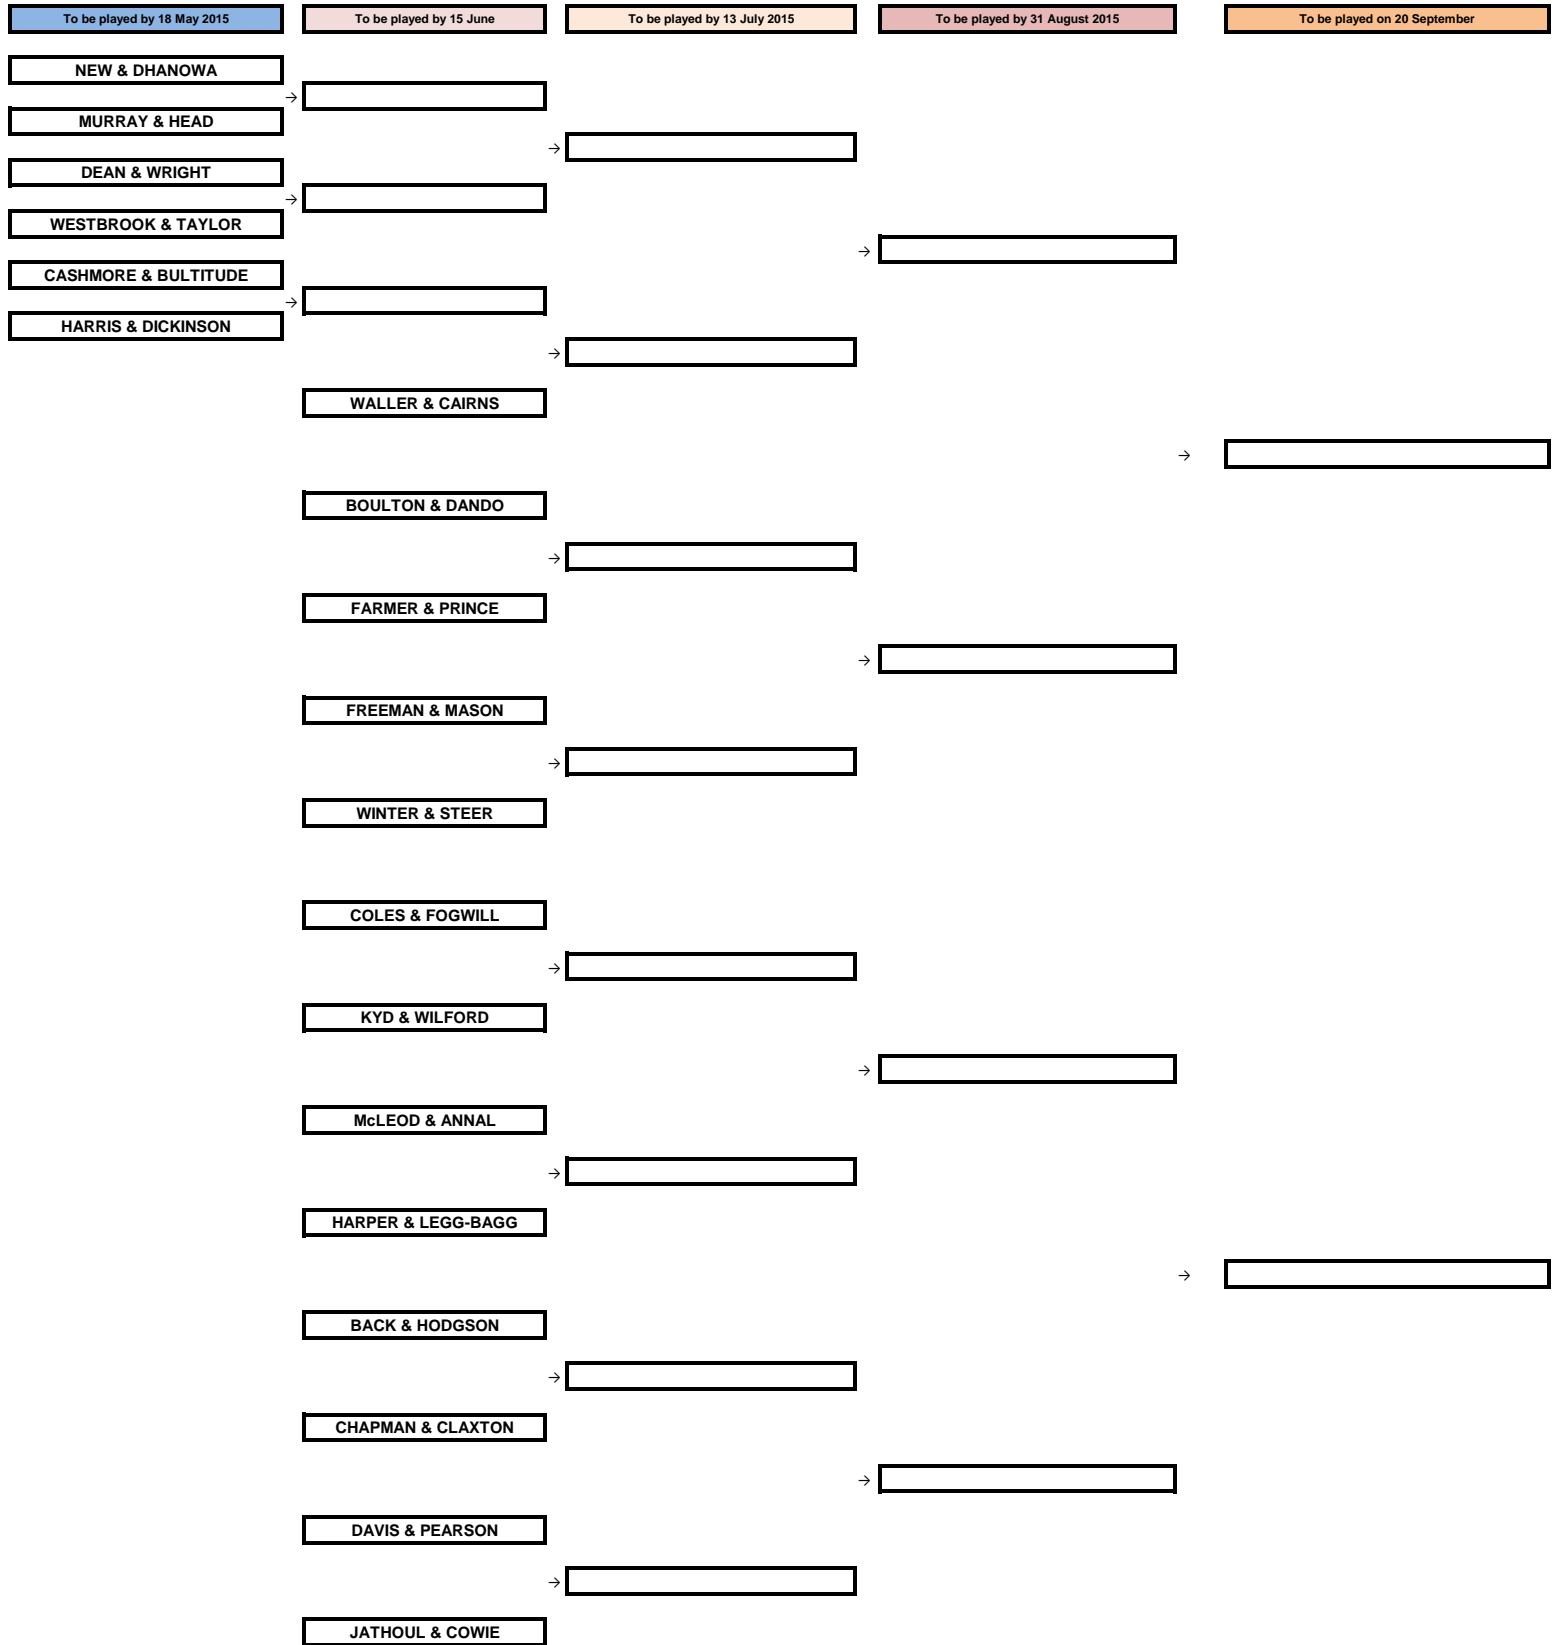 To be played by 18 May 2015
To be played by 15 June
To be played by 13 July 2015
To be played by 31 August 2015
To be played on 20 September
NEW & DHANOWA
→
MURRAY & HEAD
→
DEAN & WRIGHT
→
WESTBROOK & TAYLOR
→
CASHMORE & BULTITUDE
→
HARRIS & DICKINSON
→
WALLER & CAIRNS
→
BOULTON & DANDO
→
FARMER & PRINCE
→
FREEMAN & MASON
→
WINTER & STEER
COLES & FOGWILL
→
KYD & WILFORD
→
McLEOD & ANNAL
→
HARPER & LEGG-BAGG
→
BACK & HODGSON
→
CHAPMAN & CLAXTON
→
DAVIS & PEARSON
→
JATHOUL & COWIE